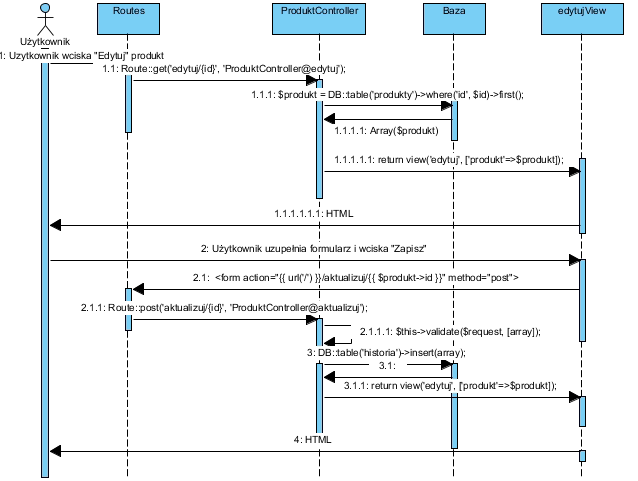 Routes
ProduktController
Baza
edytujView
Użytkownik
1: Uzytkownik wciska "Edytuj" produkt
1.1: Route::get('edytuj/{id}', 'ProduktController@edytuj');
1.1.1: $produkt = DB::table('produkty')->where('id', $id)->first();
1.1.1.1: Array($produkt)
1.1.1.1.1: return view('edytuj', ['produkt'=>$produkt]);
1.1.1.1.1.1: HTML
2: Użytkownik uzupełnia formularz i wciska "Zapisz"
2.1: <form action="{{ url('/') }}/aktualizuj/{{ $produkt->id }}" method="post">
2.1.1: Route::post('aktualizuj/{id}', 'ProduktController@aktualizuj');
2.1.1.1: $this->validate($request, [array]);
3: DB::table('historia')->insert(array);
3.1:
3.1.1: return view('edytuj', ['produkt'=>$produkt]);
4: HTML